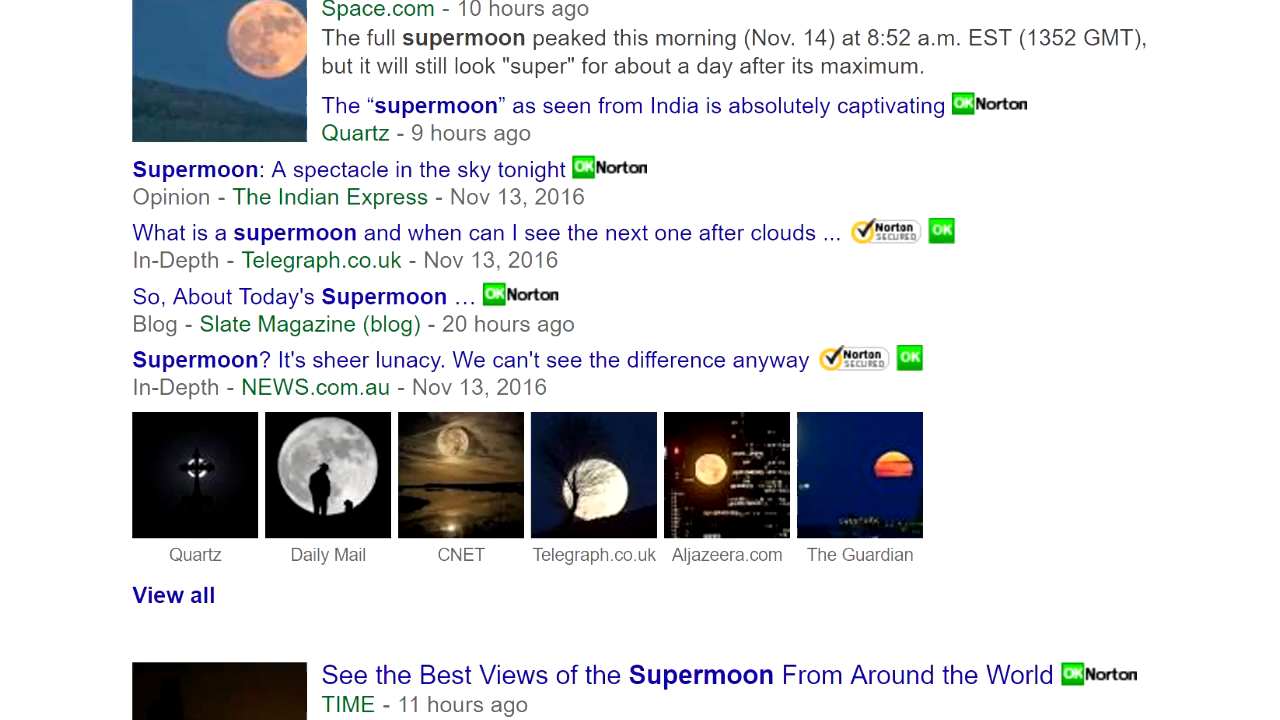 Space.com - 10 hours ago
The full supermoon peaked this morning (Nov. 14) at 8:52 a.m. EST (1352 GMT),
but it will still look "super" for about a day after its maximum.
The “supermoon” as seen from India is absolutely captivating OK Norton
Quartz - 9 hours ago
Supermoon: A spectacle in the sky tonight OK Norton
Opinion - The Indian Express - Nov 13, 2016
What is a supermoon and when can I see the next one after clouds ... Norton SECURED OK
In-Depth - Telegraph.co.uk - Nov 13, 2016
So, About Today's Supermoon … OK Norton
Blog - Slate Magazine (blog) - 20 hours ago
Supermoon? It's sheer lunacy. We can't see the difference anyway Norton SECURED OK
In-Depth - NEWS.com.au - Nov 13, 2016
Quartz Daily Mail CNET Telegraph.co.uk Aljazeera.com The Guardian
View all
See the Best Views of the Supermoon From Around the World OK Norton
TIME - 11 hours ago